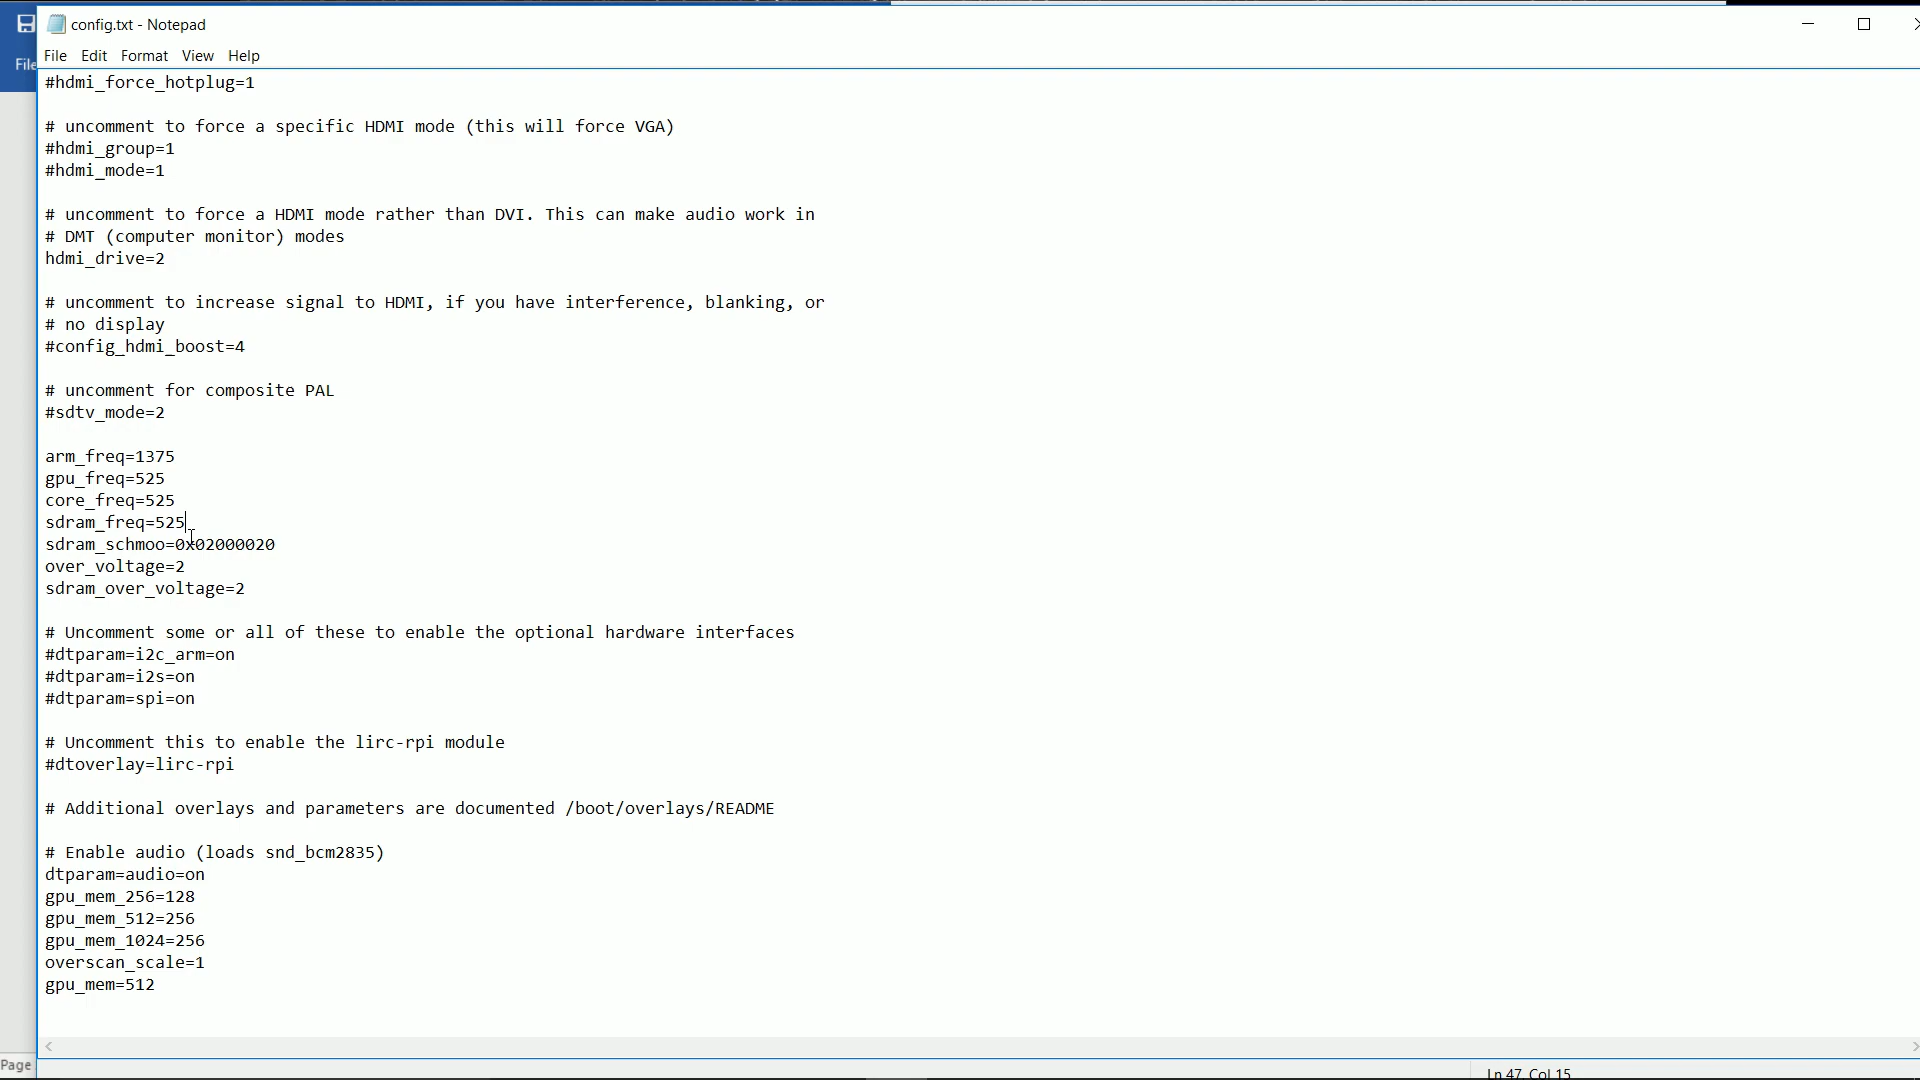 config.txt - Notepad
File
File Edit Format View Help
#hdmi_force_hotplug=1
# uncomment to force a specific HDMI mode (this will force VGA)
#hdmi_group=1
#hdmi_mode=1
# uncomment to force a HDMI mode rather than DVI. This can make audio work in
# DMT (computer monitor) modes
hdmi_drive=2
# uncomment to increase signal to HDMI, if you have interference, blanking, or
# no display
#config_hdmi_boost=4
# uncomment for composite PAL
#sdtv_mode=2
arm_freq=1375
gpu_freq=525
core_freq=525
sdram_freq=525
sdram_schmoo=0x02000020
over_voltage=2
sdram_over_voltage=2
# Uncomment some or all of these to enable the optional hardware interfaces
#dtparam=i2c_arm=on
#dtparam=i2s=on
#dtparam=spi=on
# Uncomment this to enable the lirc-rpi module
#dtoverlay=lirc-rpi
# Additional overlays and parameters are documented /boot/overlays/README
# Enable audio (loads snd_bcm2835)
dtparam=audio=on
gpu_mem_256=128
gpu_mem_512=256
gpu_mem_1024=256
overscan_scale=1
gpu_mem=512
Page
Ln 47, Col 15